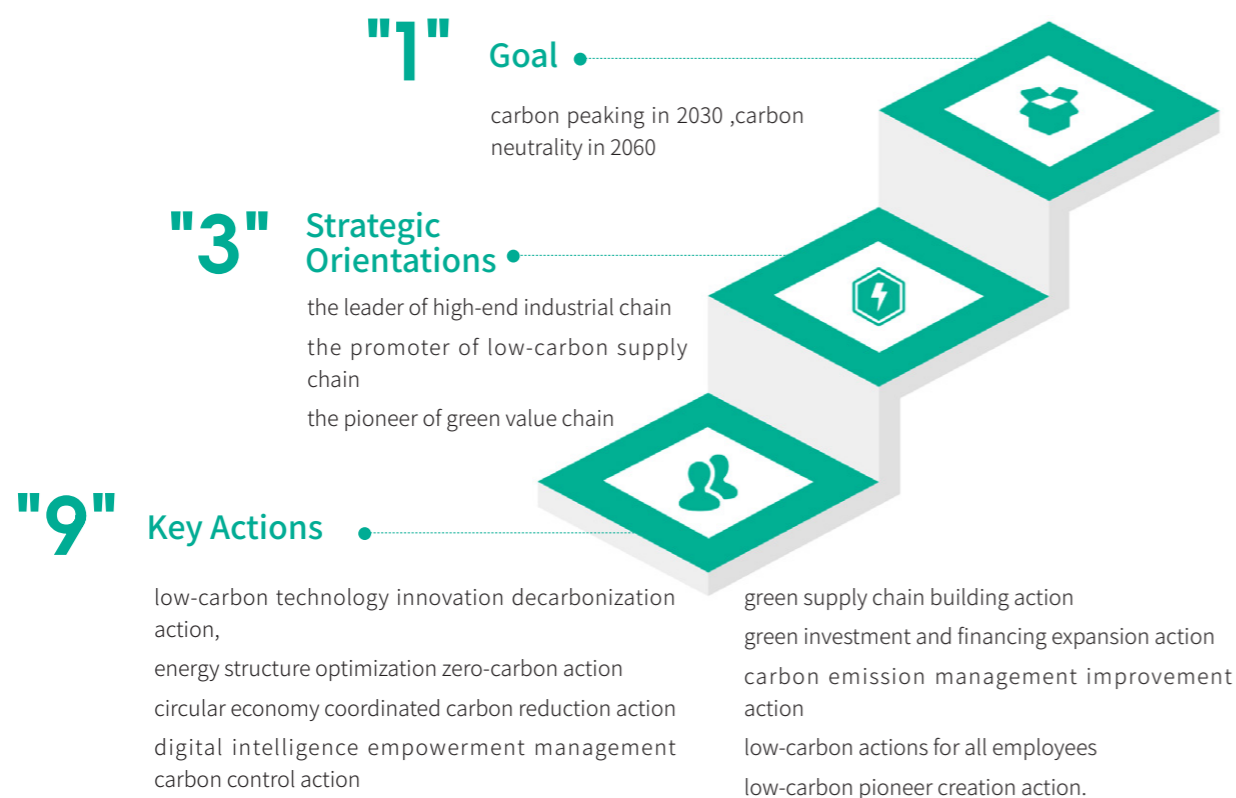 "1"
Goal
carbon peaking in 2030 ,carbon
neutrality in 2060
"3"
Strategic
Orientations
the leader of high-end industrial chain
the promoter of low-carbon supply
chain
the pioneer of green value chain
"9"
Key Actions
low-carbon technology innovation decarbonization
action,
energy structure optimization zero-carbon action
circular economy coordinated carbon reduction action
digital intelligence empowerment management
carbon control action
green supply chain building action
green investment and financing expansion action
carbon emission management improvement
action
low-carbon actions for all employees
low-carbon pioneer creation action.